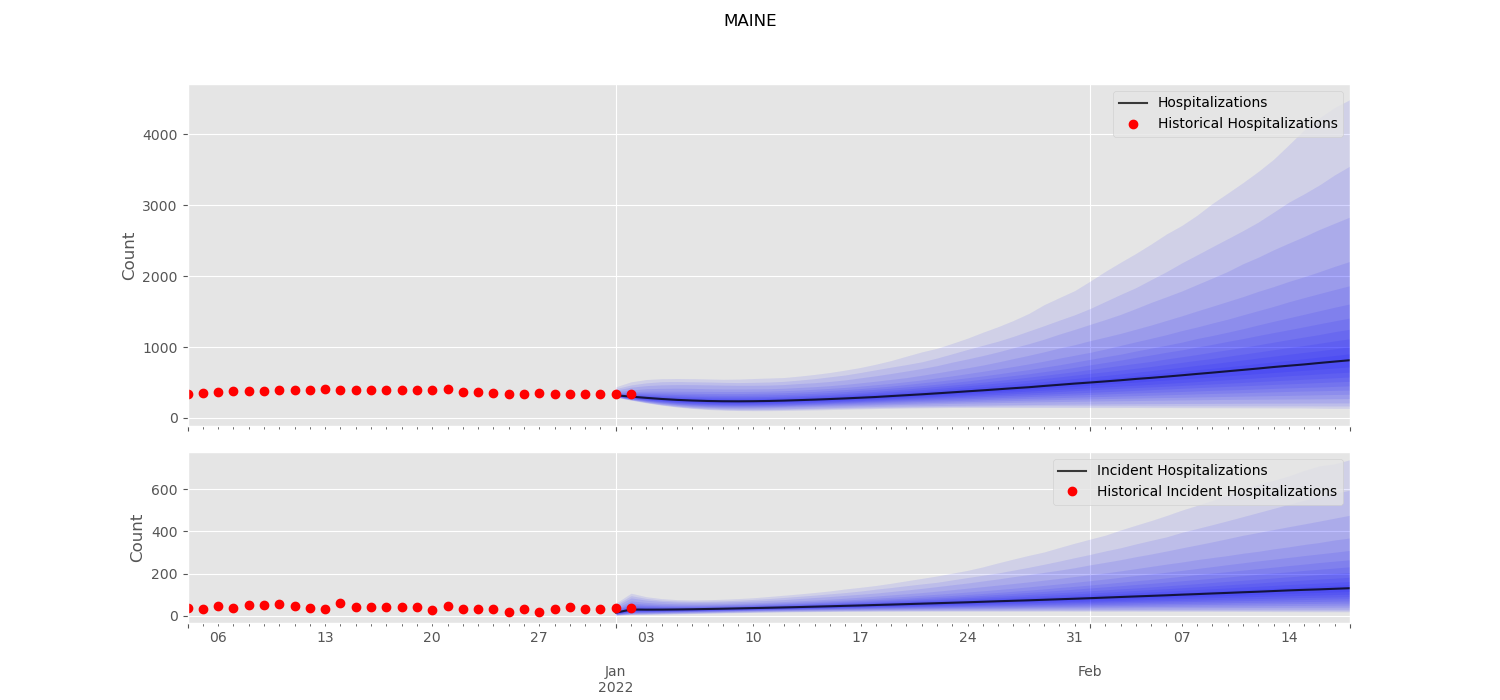 MAINE
Hospitalizations
Historical Hospitalizations
Count
4000
3000
2000
1000
0
Incident Hospitalizations
Historical Incident Hospitalizations
Count
600
400
200
0
06 13 20 27 03 10 17 24 31 07 14
Jan Feb
2022